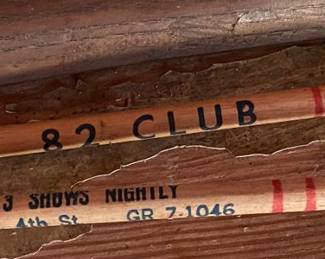 82 CLUB
3 SHOWS NIGHTLY
4th St. GR 7-1046